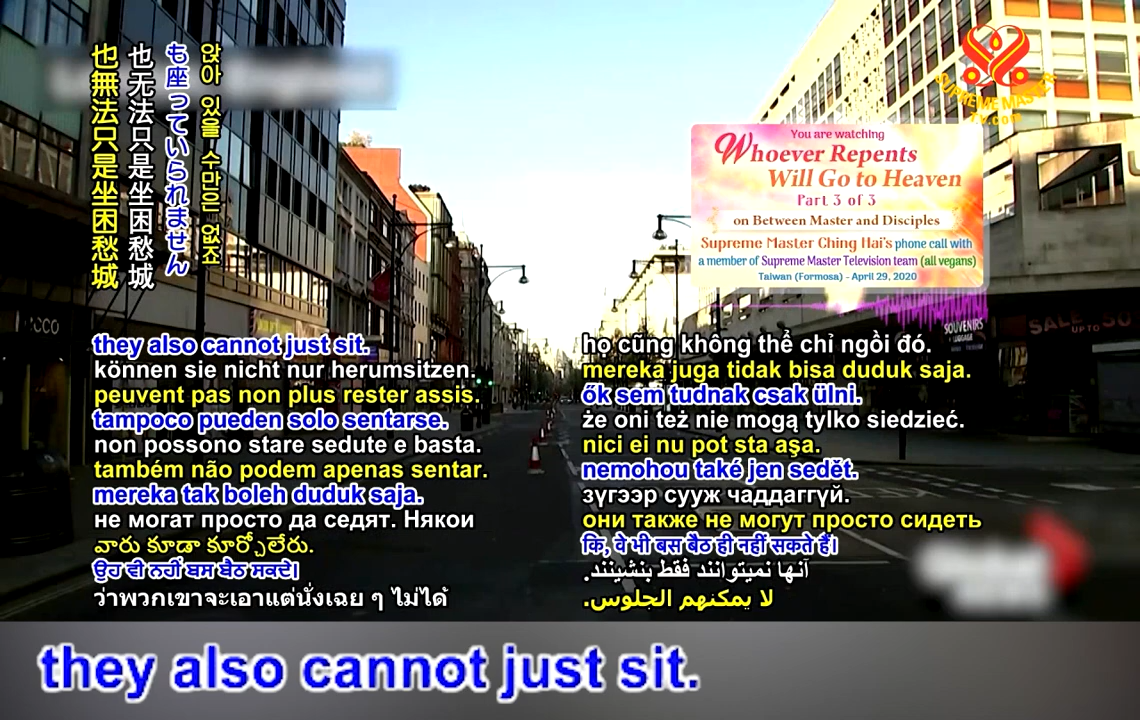 앉아 있을 수만은 없죠
も座っていられません
也无法只是坐困愁城
也無法只是坐困愁城
SUPREME MASTER
TV.com
You are watching
Whoever Repents
Will Go to Heaven
Part 3 of 3
on Between Master and Disciples
Supreme Master Ching Hai's phone call with
a member of Supreme Master Television team (all vegans)
Taiwan (Formosa) - April 29, 2020
SOUVENIRS
LUGGAGE
SALE UP TO 50
they also cannot just sit.
können sie nicht nur herumsitzen.
peuvent pas non plus rester assis.
tampoco pueden solo sentarse.
non possono stare sedute e basta.
também não podem apenas sentar.
mereka tak boleh duduk saja.
не могат просто да седят. Някои
వారు కూడా కూర్చోలేరు.
ਉਹ ਵੀ ਨਹੀਂ ਬਸ ਬੈਠ ਸਕਦੇ।
ว่าพวกเขาจะเอาแต่นั่งเฉย ๆ ไม่ได้
họ cũng không thể chỉ ngồi đó.
mereka juga tidak bisa duduk saja.
ők sem tudnak csak ülni.
że oni też nie mogą tylko siedzieć.
nici ei nu pot sta aşa.
nemohou také jen sedět.
зүгээр сууж чаддаггүй.
они также не могут просто сидеть
कि, वे भी बस बैठ ही नहीं सकते हैं।
آنها نمیتوانند فقط بنشینند.
لا يمكنهم الجلوس.
they also cannot just sit.